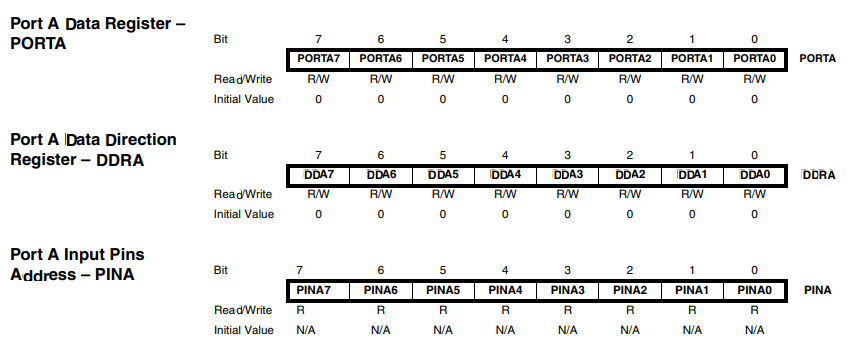 Port A Data Register –
PORTA
Bit 7 6 5 4 3 2 1 0
PORTA7 PORTA6 PORTA5 PORTA4 PORTA3 PORTA2 PORTA1 PORTA0 PORTA
Read/Write R/W R/W R/W R/W R/W R/W R/W R/W
Initial Value 0 0 0 0 0 0 0 0
Port A Data Direction
Register – DDRA
Bit 7 6 5 4 3 2 1 0
DDA7 DDA6 DDA5 DDA4 DDA3 DDA2 DDA1 DDA0 DDRA
Read/Write R/W R/W R/W R/W R/W R/W R/W R/W
Initial Value 0 0 0 0 0 0 0 0
Port A Input Pins
Address – PINA
Bit 7 6 5 4 3 2 1 0
PINA7 PINA6 PINA5 PINA4 PINA3 PINA2 PINA1 PINA0 PINA
Read/Write R R R R R R R R
Initial Value N/A N/A N/A N/A N/A N/A N/A N/A